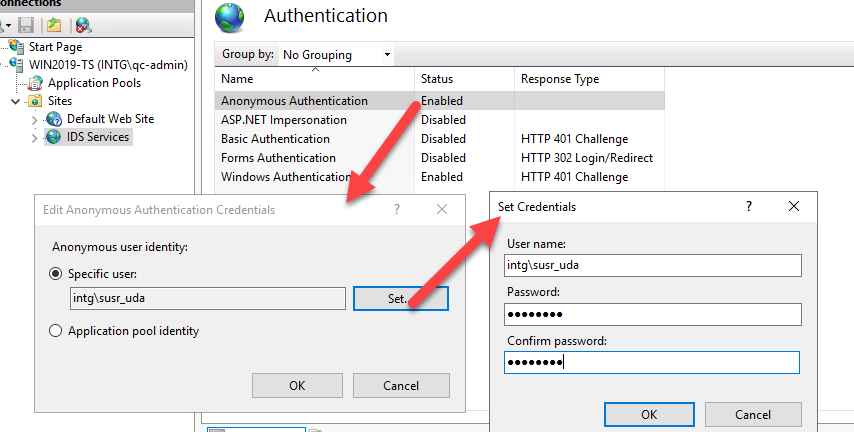 onnections
Authentication
Start Page
WIN2019-TS (INTG\qc-admin)
Application Pools
Sites
Default Web Site
IDS Services
Group by: No Grouping
Name Status Response Type
Anonymous Authentication Enabled
ASP.NET Impersonation Disabled
Basic Authentication Disabled HTTP 401 Challenge
Forms Authentication Disabled HTTP 302 Login/Redirect
Windows Authentication Enabled HTTP 401 Challenge
Edit Anonymous Authentication Credentials ?
Anonymous user identity:
Specific user:
intg\susr_uda Set...
Application pool identity
OK Cancel
Set Credentials ?
User name:
intg\susr_uda
Password:
●●●●●●●●
Confirm password:
●●●●●●●●
OK Cancel